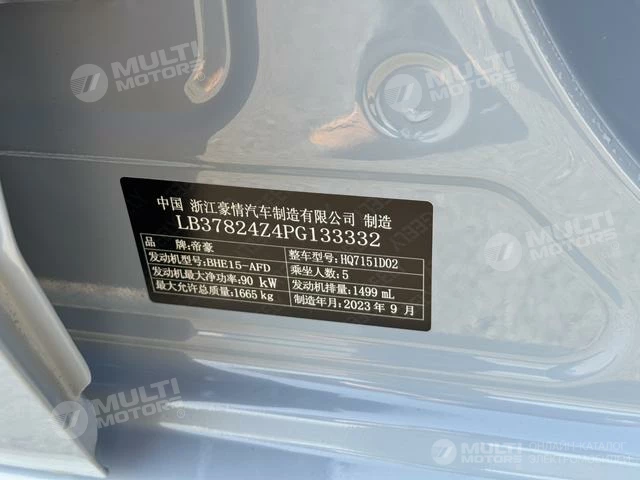 MULTI
MOTORS
MULTI
MOTORS
中国 浙江豪情汽车制造有限公司 制造
LB37824Z4PG133332
品 牌:帝豪
整车型号:HQ7151D02
发动机型号:BHE15-AFD
乘坐人数:5
发动机最大净功率:90 kW
发动机排量:1499 mL
最大允许总质量:1665 kg
制造年月:2023 年 9 月
MULTI
MOTORS
MULTI
MOTORS
ОНЛАЙН-КАТАЛОГ